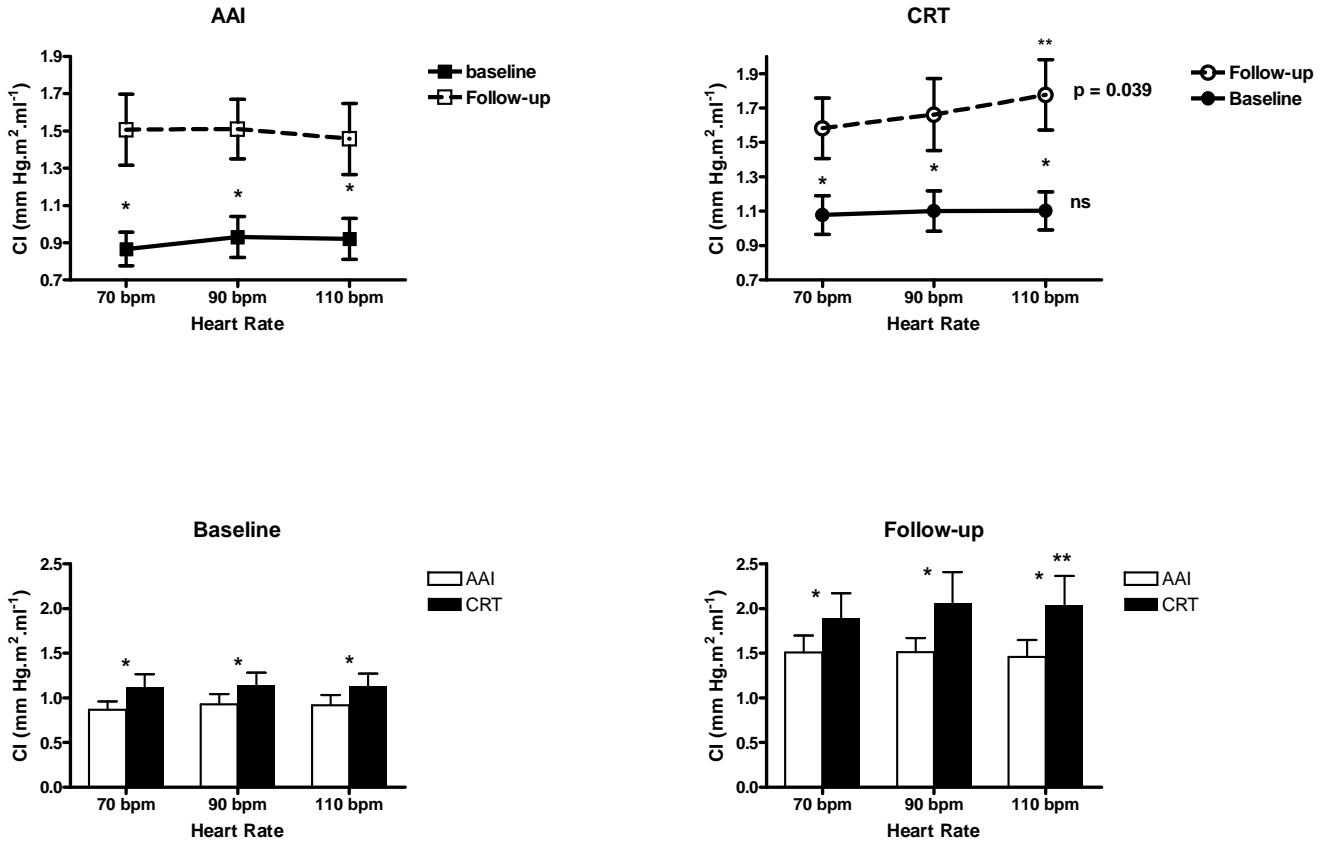 AAI
1.9
1.7
1.5
1.3
1.1
0.9
0.7
CI (mm Hg.m².ml⁻¹)
*
*
*
70 bpm 90 bpm 110 bpm
Heart Rate
baseline
Follow-up
CRT
1.9
1.7
1.5
1.3
1.1
0.9
0.7
CI (mm Hg.m².ml⁻¹)
**
p = 0.039
*
*
*
ns
70 bpm 90 bpm 110 bpm
Heart Rate
Follow-up
Baseline
Baseline
2.5
2.0
1.5
1.0
0.5
0.0
CI (mm Hg.m².ml⁻¹)
* * *
70 bpm 90 bpm 110 bpm
Heart Rate
AAI
CRT
Follow-up
2.5
2.0
1.5
1.0
0.5
0.0
CI (mm Hg.m².ml⁻¹)
* * * **
70 bpm 90 bpm 110 bpm
Heart Rate
AAI
CRT